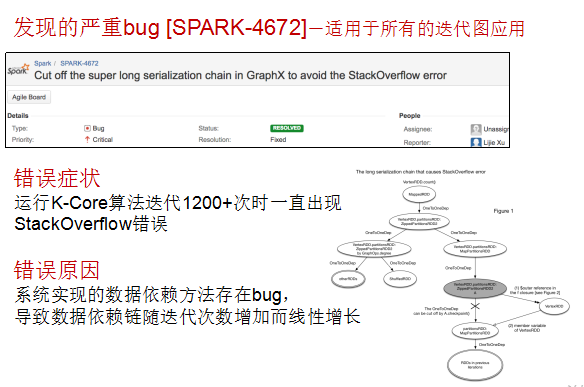 发现的严重bug [SPARK-4672]－适用于所有的迭代图应用
Spark
Spark / SPARK-4672
Cut off the super long serialization chain in GraphX to avoid the StackOverflow error
Agile Board
Details
People
Type: Bug Status: RESOLVED Assignee: Unassign
Priority: Critical Resolution: Fixed Reporter: Lijie Xu
错误症状
运行K-Core算法迭代1200+次时一直出现
StackOverflow错误
错误原因
系统实现的数据依赖方法存在bug，
导致数据依赖链随迭代次数增加而线性增长
The long serialization chain that causes StackOverflow error
VertexRDD.count()
MappedRDD
Figure 1
OneToOneDep
VertexRDD.partitionsRDD:
ZippedPartitionsRDD2
OneToOneDep
OneToOneDep
VertexRDD.partitionsRDD:
ZippedPartitionsRDD2
by GraphOps.degree
VertexRDD.partitionsRDD:
MapPartitionsRDD
OneToOneDep
OneToOneDep
OneToOneDep
otherRDDs
ShuffledRDD
VertexRDD.partitionsRDD:
ZippedPartitionsRDD2
(1) $outer reference in
the f closure (see Figure 2)
The OneToOneDep
can be cut off by A.checkpoint()
(2) member variable
of VertexRDD
partitionsRDD:
MapPartitionsRDD
OneToOneDep
RDDs in previous
iterations